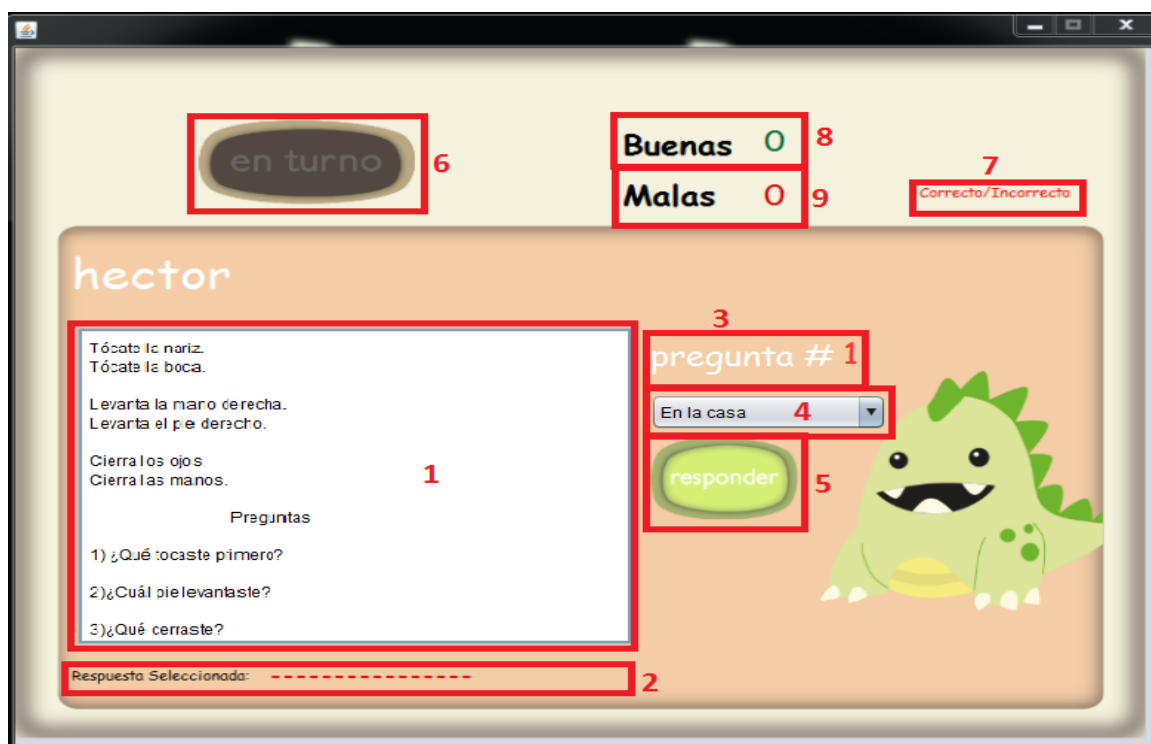 en turno
6
Buenas 0
8
Malas 0
9
7
Correcto/Incorrecto
hector
Tócate la nariz.
Tócate la boca.
Levanta la mano derecha.
Levanta el pie derecho.
Cierra los ojos
Cierra las manos.
1
Preguntas
1) ¿Qué tocaste primero?
2)¿Cuál pie levantaste?
3)¿Qué cerraste?
Respuesta Seleccionada: ----------------
2
3
pregunta # 1
En la casa
4
responder
5